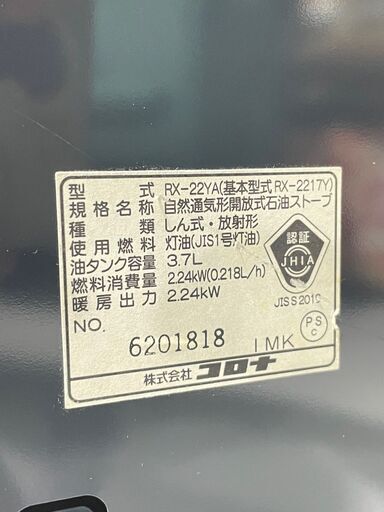 型 式 RX-22YA(基本型式RX-2217Y)
規格名称 自然通気形開放式石油ストーブ
種類 しん式・放射形
使用燃料 灯油(JIS1号灯油)
油タンク容量 3.7L
燃料消費量 2.24kW(0.218L/h)
暖房出力 2.24kW
認証
JHIA
JIS S 2019
NO.
6201818 IMK
PS
C
株式会社コロナ